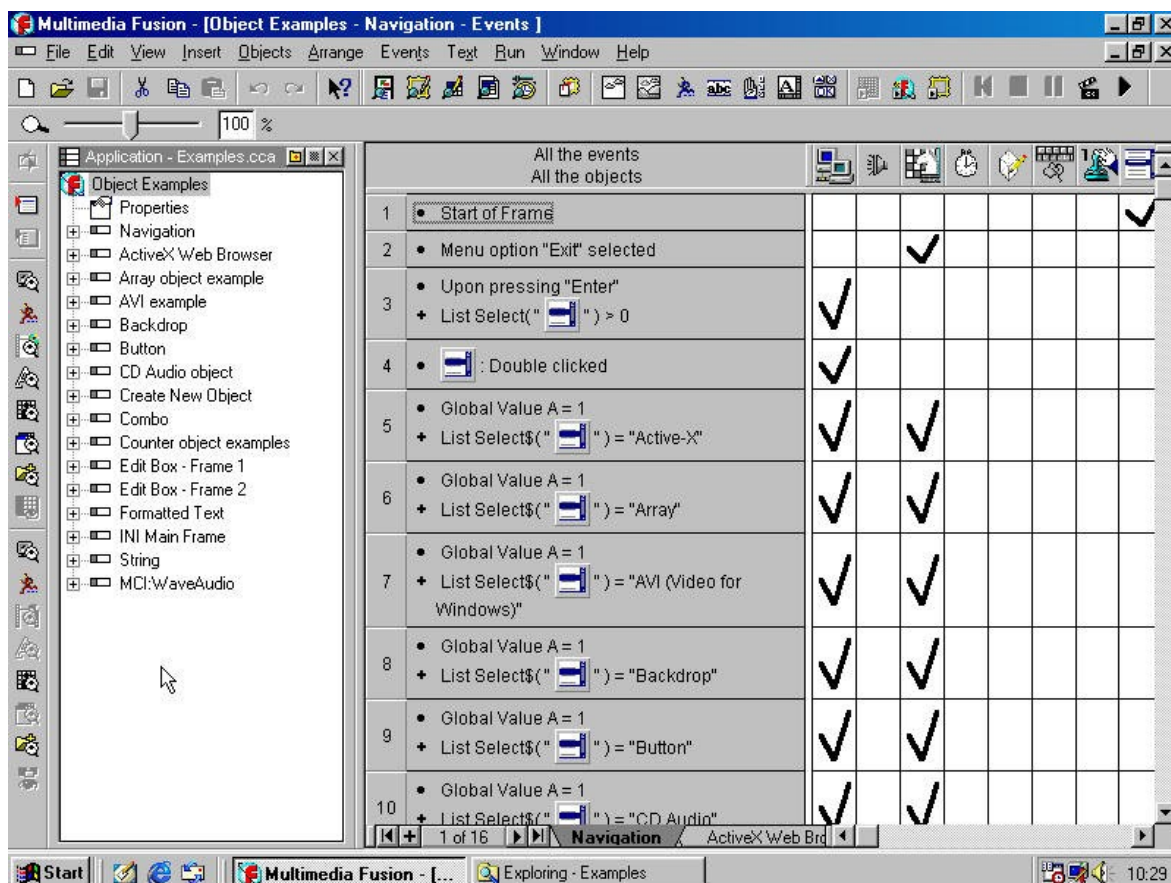 Multimedia Fusion - [Object Examples - Navigation - Events ]
File Edit View Insert Objects Arrange Events Text Run Window Help
100 %
Application - Examples.cca
Object Examples
Properties
Navigation
ActiveX Web Browser
Array object example
AVI example
Backdrop
Button
CD Audio object
Create New Object
Combo
Counter object examples
Edit Box - Frame 1
Edit Box - Frame 2
Formatted Text
INI Main Frame
String
MCI:WaveAudio
All the events
All the objects
1 • Start of Frame
2 • Menu option "Exit" selected
3 • Upon pressing "Enter"
+ List Select(" ") > 0
4 • : Double clicked
5 • Global Value A = 1
+ List Select$(" ") = "Active-X"
6 • Global Value A = 1
+ List Select$(" ") = "Array"
7 • Global Value A = 1
+ List Select$(" ") = "AVI (Video for
Windows)"
8 • Global Value A = 1
+ List Select$(" ") = "Backdrop"
9 • Global Value A = 1
+ List Select$(" ") = "Button"
10 • Global Value A = 1
+ List Select$(" ") = "CD Audio"
1 of 16 Navigation ActiveX Web Bro
Start Multimedia Fusion - [... Exploring - Examples 10:29